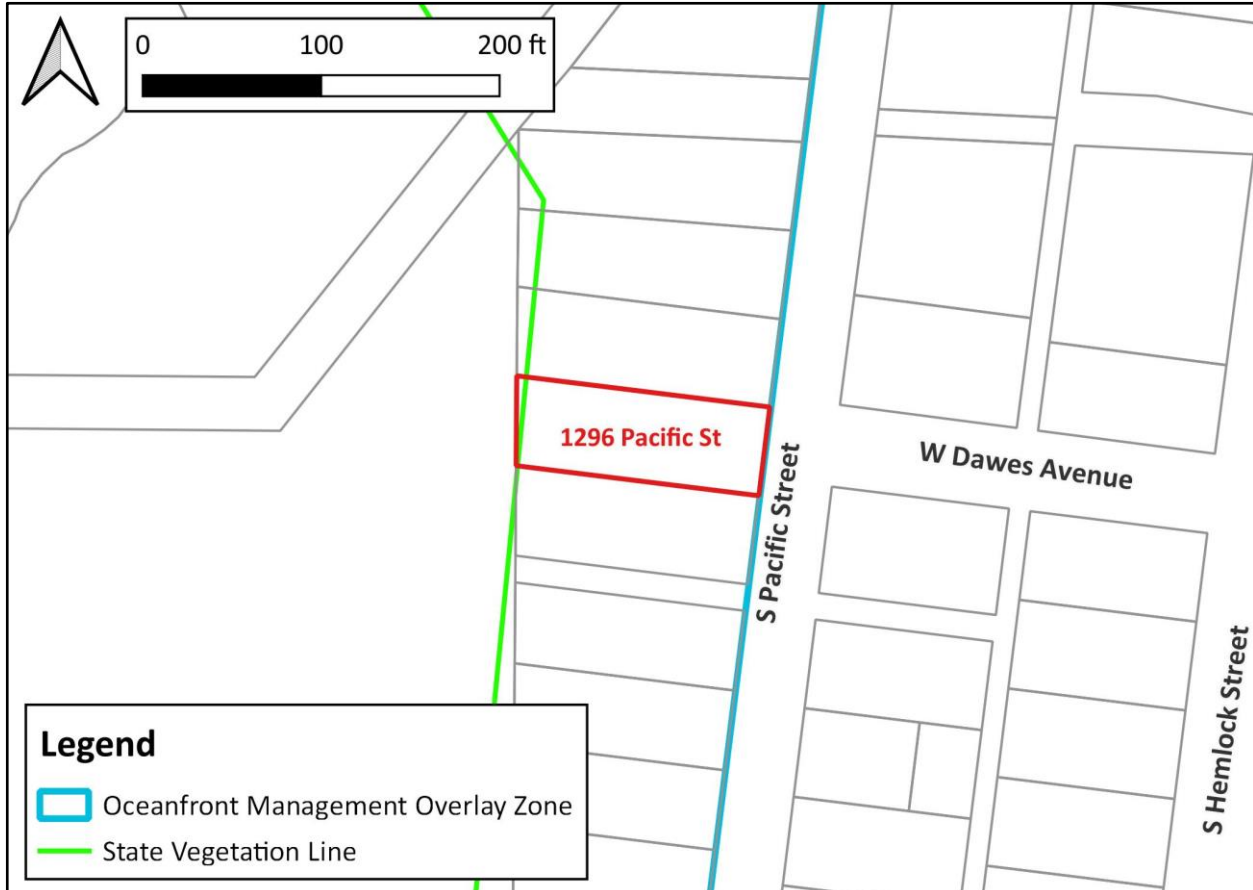 0 100 200 ft
1296 Pacific St
W Dawes Avenue
S Pacific Street
S Hemlock Street
Legend
Oceanfront Management Overlay Zone
State Vegetation Line